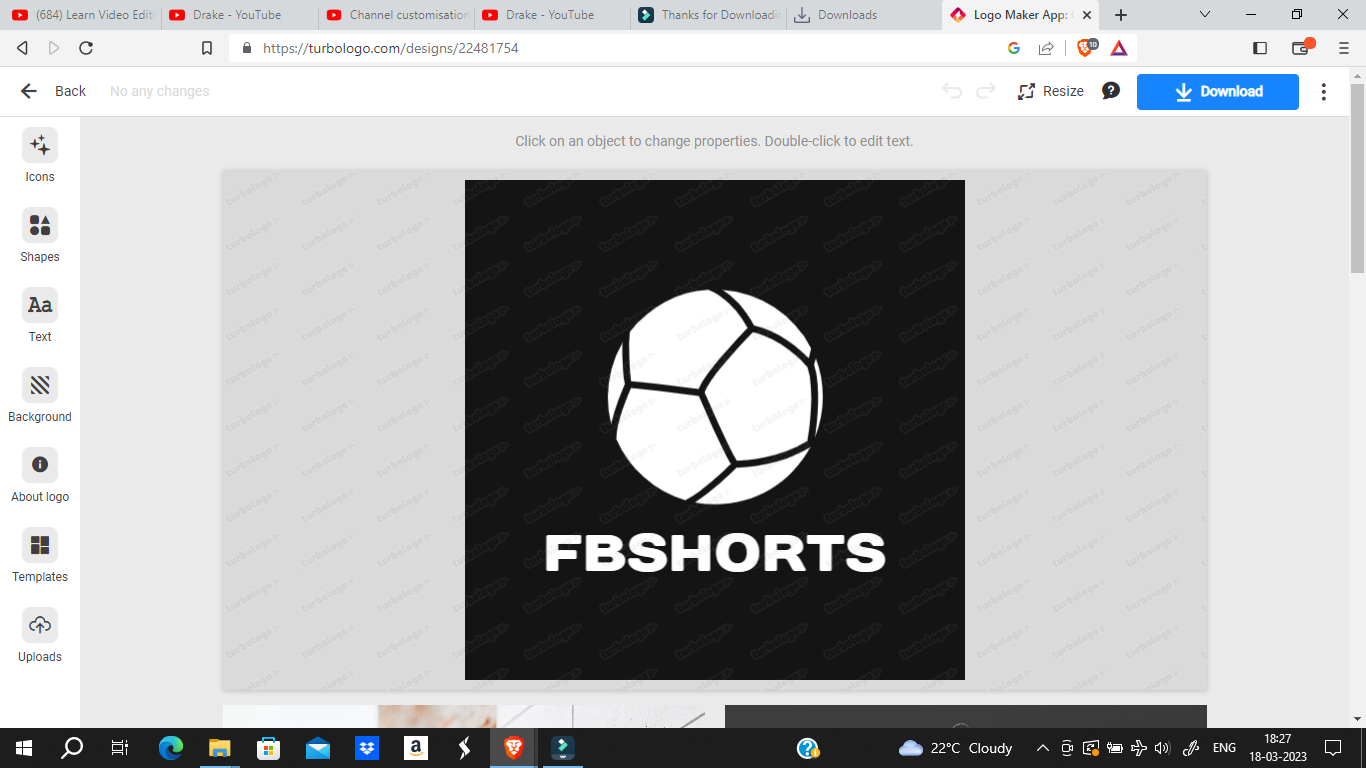 (684) Learn Video Edit
Drake - YouTube
Channel customisation
Drake - YouTube
Thanks for Downloadin
Downloads
Logo Maker App:
https://turbologo.com/designs/22481754
10
Back
No any changes
Resize
Download
Click on an object to change properties. Double-click to edit text.
Icons
Shapes
Aa
Text
Background
About logo
Templates
Uploads
turbologo
FBSHORTS
22°C Cloudy
ENG
18:27
18-03-2023